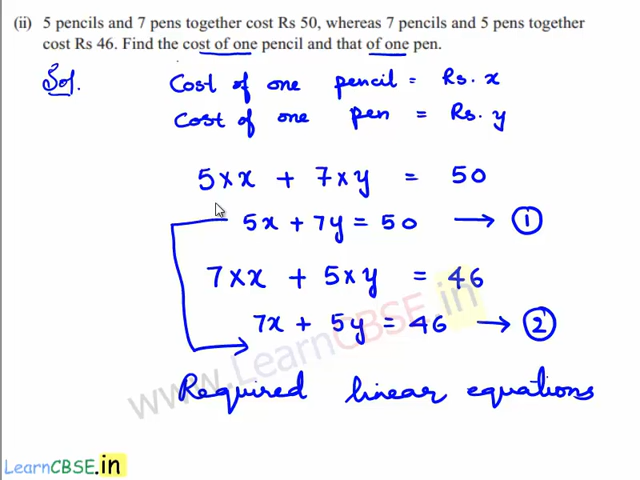 (ii) 5 pencils and 7 pens together cost Rs 50, whereas 7 pencils and 5 pens together
cost Rs 46. Find the cost of one pencil and that of one pen.
Sol. Cost of one pencil = Rs. x
Cost of one pen = Rs. y
5 × x + 7 × y = 50
5x + 7y = 50 → ①
7 × x + 5 × y = 46
7x + 5y = 46 → ②
Required linear equations
www.LearnCBSE.in
LearnCBSE.in